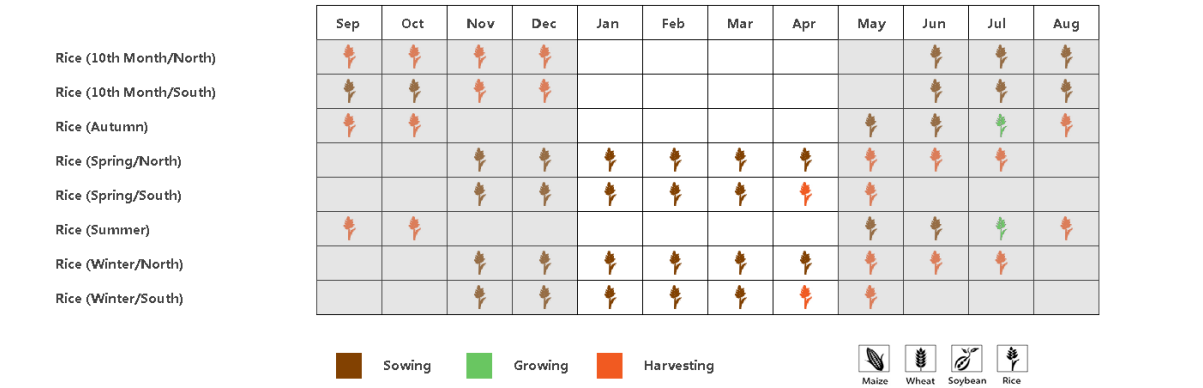 Sep Oct Nov Dec Jan Feb Mar Apr May Jun Jul Aug
Rice (10th Month/North)
Rice (10th Month/South)
Rice (Autumn)
Rice (Spring/North)
Rice (Spring/South)
Rice (Summer)
Rice (Winter/North)
Rice (Winter/South)
Sowing Growing Harvesting
Maize Wheat Soybean Rice